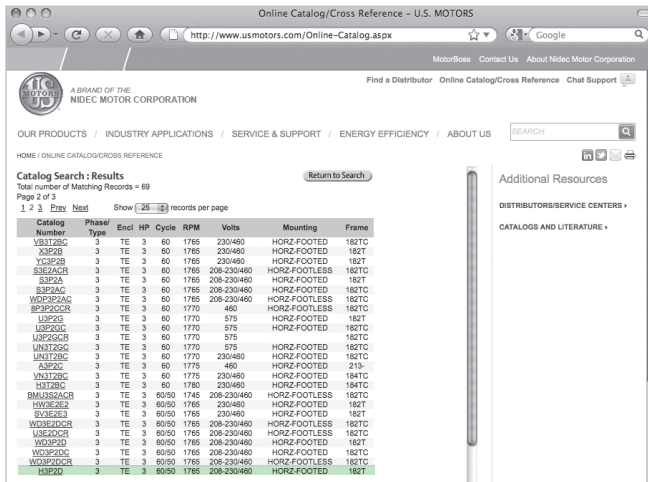 Online Catalog/Cross Reference – U.S. MOTORS
http://www.usmotors.com/Online-Catalog.aspx
Google
MotorBoss Contact Us About Nidec Motor Corporation
Find a Distributor Online Catalog/Cross Reference Chat Support
US
MOTORS
A BRAND OF THE
NIDEC MOTOR CORPORATION
OUR PRODUCTS / INDUSTRY APPLICATIONS / SERVICE & SUPPORT / ENERGY EFFICIENCY / ABOUT US
SEARCH
HOME / ONLINE CATALOG/CROSS REFERENCE
Catalog Search : Results
Return to Search
Total number of Matching Records = 69
Page 2 of 3
1 2 3 Prev Next Show 25 records per page
Catalog Number Phase/Type Encl HP Cycle RPM Volts Mounting Frame
VB3T2BC 3 TE 3 60 1765 230/460 HORZ-FOOTED 182TC
X3P2B 3 TE 3 60 1765 230/460 HORZ-FOOTED 182T
YC3P2B 3 TE 3 60 1765 230/460 HORZ-FOOTED 182T
S3E2ACR 3 TE 3 60 1765 208-230/460 HORZ-FOOTLESS 182TC
S3P2A 3 TE 3 60 1765 208-230/460 HORZ-FOOTED 182T
S3P2AC 3 TE 3 60 1765 208-230/460 HORZ-FOOTED 182TC
WDP3P2AC 3 TE 3 60 1765 208-230/460 HORZ-FOOTLESS 182TC
8P3P2CCR 3 TE 3 60 1770 460 HORZ-FOOTLESS 182TC
U3P2G 3 TE 3 60 1770 575 HORZ-FOOTED 182T
U3P2GC 3 TE 3 60 1770 575 HORZ-FOOTED 182TC
U3P2GCR 3 TE 3 60 1770 575 182TC
UN3T2GC 3 TE 3 60 1770 575 HORZ-FOOTED 182TC
UN3T2BC 3 TE 3 60 1770 230/460 HORZ-FOOTED 182TC
A3P2C 3 TE 3 60 1775 460 HORZ-FOOTED 213-
VN3T2BC 3 TE 3 60 1775 230/460 HORZ-FOOTED 184TC
H3T2BC 3 TE 3 60 1780 230/460 HORZ-FOOTED 184TC
BMU3S2ACR 3 TE 3 60/50 1745 208-230/460 HORZ-FOOTLESS 182TC
HW3E2E2 3 TE 3 60/50 1765 230/460 HORZ-FOOTED 182T
SV3E2E3 3 TE 3 60/50 1765 230/460 HORZ-FOOTED 182T
WD3E2DCR 3 TE 3 60/50 1765 208-230/460 HORZ-FOOTLESS 182TC
U3E2DCR 3 TE 3 60/50 1765 208-230/460 HORZ-FOOTLESS 182TC
WD3P2D 3 TE 3 60/50 1765 208-230/460 HORZ-FOOTED 182T
WD3P2DC 3 TE 3 60/50 1765 208-230/460 HORZ-FOOTED 182TC
WD3P2DCR 3 TE 3 60/50 1765 208-230/460 HORZ-FOOTLESS 182TC
H3P2D 3 TE 3 60/50 1765 208-230/460 HORZ-FOOTED 182T
Additional Resources
DISTRIBUTORS/SERVICE CENTERS
CATALOGS AND LITERATURE